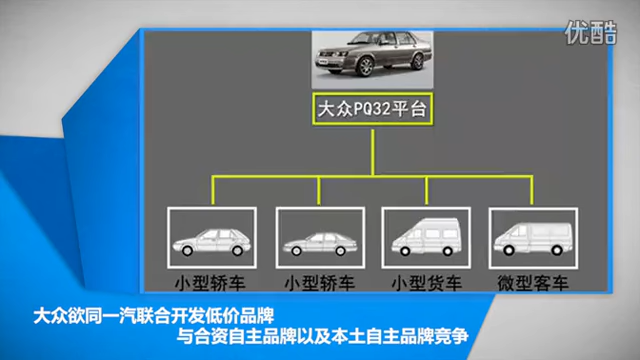 优酷
大众PQ32平台
小型轿车 小型轿车 小型货车 微型客车
大众欲同一汽联合开发低价品牌
与合资自主品牌以及本土自主品牌竞争